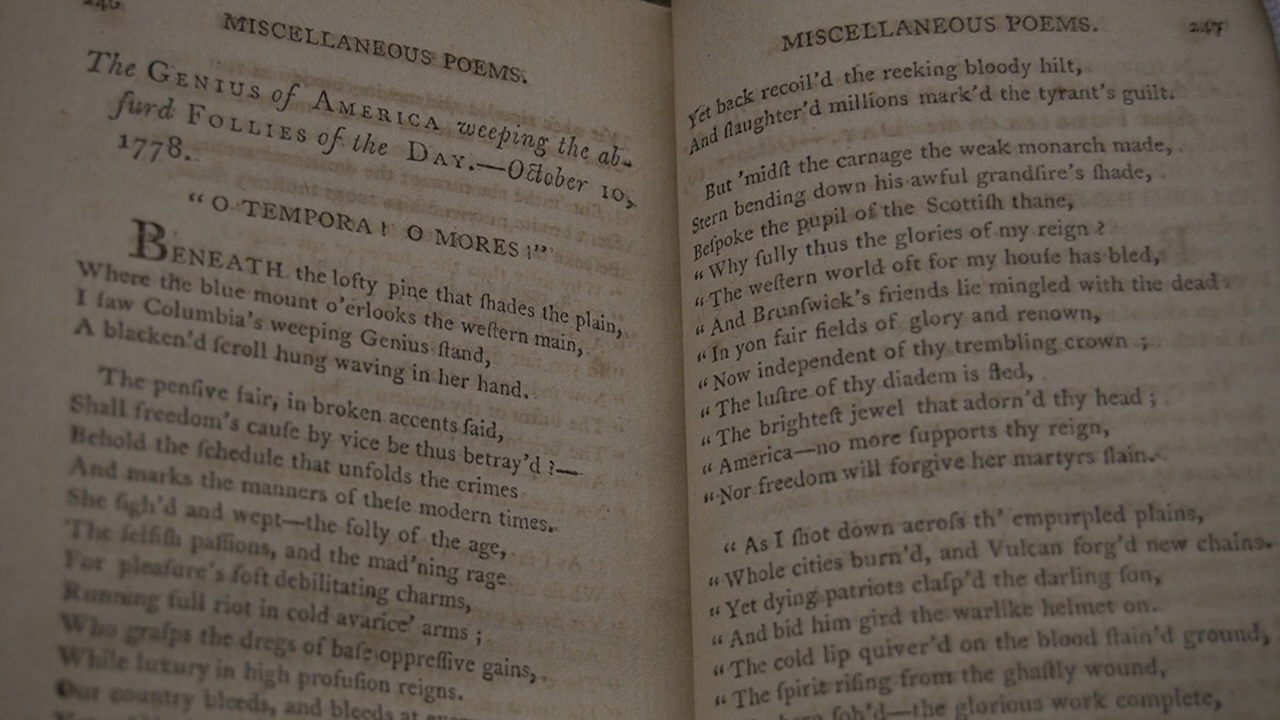 246
MISCELLANEOUS POEMS.
The GENIUS of AMERICA weeping the ab-
ſurd FOLLIES of the DAY.—October 10,
1778.
“ O TEMPORA! O MORES!”
BENEATH the lofty pine that ſhades the plain,
Where the blue mount o'erlooks the weſtern main,
I ſaw Columbia's weeping Genius ſtand,
A blacken'd ſcroll hung waving in her hand.
The penſive fair, in broken accents ſaid,
Shall freedom's cauſe by vice be thus betray'd ?—
Behold the ſchedule that unfolds the crimes
And marks the manners of theſe modern times.
She ſigh'd and wept—the folly of the age,
The ſelfiſh paſſions, and the mad'ning rage
For pleaſure's ſoft debilitating charms,
Running full riot in cold avarice' arms ;
Who graſps the dregs of baſe oppreſſive gains,
While luxury in high profuſion reigns.
Our country bleeds, and bleeds at
MISCELLANEOUS POEMS. 247
Yet back recoil'd the reeking bloody hilt,
And ſlaughter'd millions mark'd the tyrant's guilt.
But 'midſt the carnage the weak monarch made,
Stern bending down his awful grandſire's ſhade,
Beſpoke the pupil of the Scottiſh thane,
“ Why ſully thus the glories of my reign ?
“ The weſtern world oft for my houſe has bled,
“ And Brunſwick's friends lie mingled with the dead
“ In yon fair fields of glory and renown,
“ Now independent of thy trembling crown ;
“ The luſtre of thy diadem is fled,
“ The brighteſt jewel that adorn'd thy head ;
“ America—no more ſupports thy reign,
“ Nor freedom will forgive her martyrs ſlain.
“ As I ſhot down acroſs th' empurpled plains,
“ Whole cities burn'd, and Vulcan forg'd new chains.
“ Yet dying patriots claſp'd the darling ſon,
“ And bid him gird the warlike helmet on.
“ The cold lip quiver'd on the blood ſtain'd ground,
“ The ſpirit riſing from the ghaſtly wound,
ſob'd—the glorious work complete,